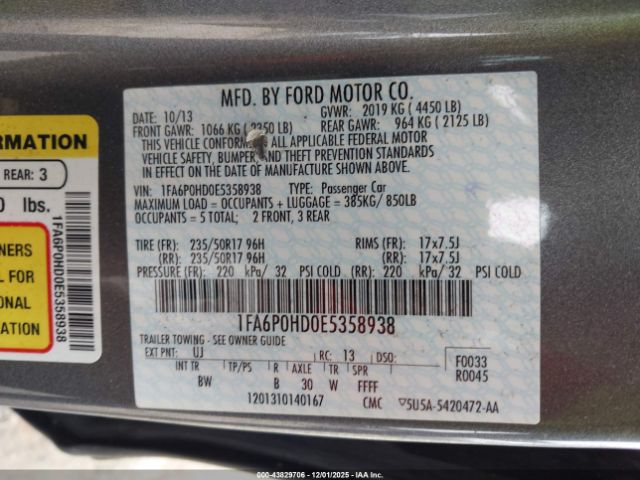 ORMATION
REAR: 3
0 lbs.
NERS
L FOR
ONAL
TION.
1FA6P0HD0E5358938
MFD. BY FORD MOTOR CO.
DATE: 10/13 GVWR: 2019 KG ( 4450 LB)
FRONT GAWR: 1066 KG ( 2350 LB) REAR GAWR: 964 KG ( 2125 LB)
THIS VEHICLE CONFORMS TO ALL APPLICABLE FEDERAL MOTOR
VEHICLE SAFETY, BUMPER, AND THEFT PREVENTION STANDARDS
IN EFFECT ON THE DATE OF MANUFACTURE SHOWN ABOVE.
VIN: 1FA6P0HD0E5358938 TYPE: Passenger Car
MAXIMUM LOAD = OCCUPANTS + LUGGAGE = 385KG/ 850LB
OCCUPANTS = 5 TOTAL; 2 FRONT, 3 REAR
TIRE (FR): 235/50R17 96H RIMS (FR): 17x7.5J
(RR): 235/50R17 96H (RR): 17x7.5J
PRESSURE (FR): 220 kPa/ 32 PSI COLD (RR): 220 kPa/ 32 PSI COLD
1FA6P0HD0E5358938
TRAILER TOWING - SEE OWNER GUIDE
EXT PNT: UJ RC: 13 DSO: F0033
INT TR TP/PS R AXLE TR SPR R0045
BW B 30 W FFFF
1201310140167 CMC 5U5A-5420472-AA
© IAA - 43829706 - 12/01/2025 - IAAI.com